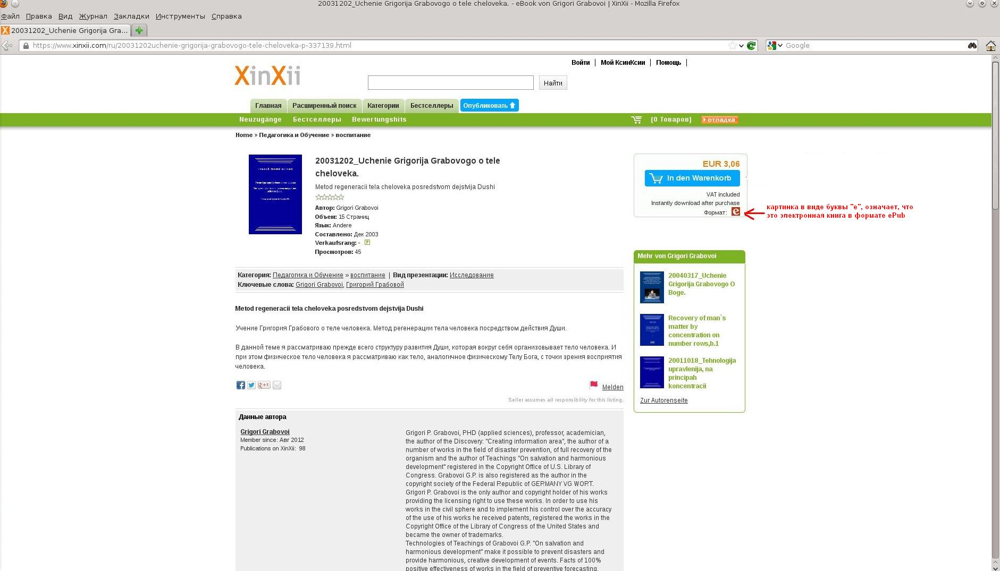 20031202_Uchenie Grigorija Grabovogo o tele cheloveka. - eBook von Grigori Grabovoi | XinXii - Mozilla Firefox
Файл Правка Вид Журнал Закладки Инструменты Справка
20031202_Uchenie Grigorija Gra...
https://www.xinxii.com/ru/20031202uchenie-grigorija-grabovogo-tele-cheloveka-p-337139.html
Google
Войти | Мой КсинКсии | Помощь |
XinXii
Найти
Главная Расширенный поиск Категории Бестселлеры Опубликовать
Neuzugänge Бестселлеры Bewertungshits
(0 Товаров) отладка
Home » Педагогика и Обучение » воспитание
20031202_Uchenie Grigorija Grabovogo o tele
cheloveka.
Metod regeneracii tela cheloveka posredstvom dejstvija Dushi
Автор: Grigori Grabovoi
Объем: 15 Страниц
Язык: Andere
Составлено: Дек 2003
Verkaufsrang: - ?
Просмотров: 45
EUR 3,06
In den Warenkorb
VAT included
Instantly download after purchase
Формат: e
картинка в виде буквы "е", означает, что
это электронная книга в формате ePub
Категория: Педагогика и Обучение » воспитание | Вид презентации: Исследование
Ключевые слова: Grigori Grabovoi, Григорий Грабовой
Metod regeneracii tela cheloveka posredstvom dejstvija Dushi
Учение Григория Грабового о теле человека. Метод регенерации тела человека посредством действия Души.
В данной теме я рассматриваю прежде всего структуру развития Души, которая вокруг себя организовывает тело человека. И
при этом физическое тело человека я рассматриваю как тело, аналогичное физическому Телу Бога, с точки зрения восприятия
человека.
+1
Melden
Seller assumes all responsibility for this listing.
Mehr von Grigori Grabovoi
20040317_Uchenie
Grigorija Grabovogo O
Boge.
Recovery of man`s
matter by
concentration on
number rows,b.1
20011018_Tehnologija
upravlenija, na
principah
koncentracii
Zur Autorenseite
Данные автора
Grigori Grabovoi
Member since: Авг 2012
Publications on XinXii: 98
Grigori P. Grabovoi, PHD (applied sciences), professor, academician,
the author of the Discovery: "Creating information area", the author of a
number of works in the field of disaster prevention, of full recovery of the
organism and the author of Teachings "On salvation and harmonious
development" registered in the Copyright Office of U.S. Library of
Congress. Grabovoi G.P. is also registered as the author in the
copyright society of the Federal Republic of GERMANY VG WORT.
Grigori P. Grabovoi is the only author and copyright holder of his works
providing the licensing right to use these works. In order to use his
works in the civil sphere and to implement his control over the accuracy
of the use of his works he received patents, registered the works in the
Copyright Office of the Library of Congress of the United States and
became the owner of trademarks.
Technologies of Teachings of Grabovoi G.P. "On salvation and
harmonious development" make it possible to prevent disasters and
provide harmonious, creative development of events. Facts of 100%
positive effectiveness of works in the field of preventive forecasting,